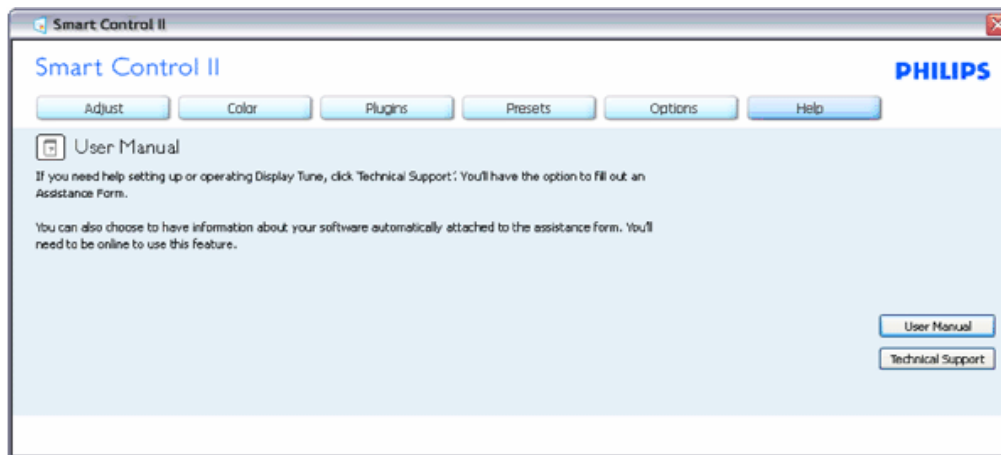 Smart Control II
Smart Control II
PHILIPS
Adjust Color Plugins Presets Options Help
User Manual
If you need help setting up or operating Display Tune, click 'Technical Support'. You'll have the option to fill out an
Assistance Form.
You can also choose to have information about your software automatically attached to the assistance form. You'll
need to be online to use this feature.
User Manual
Technical Support